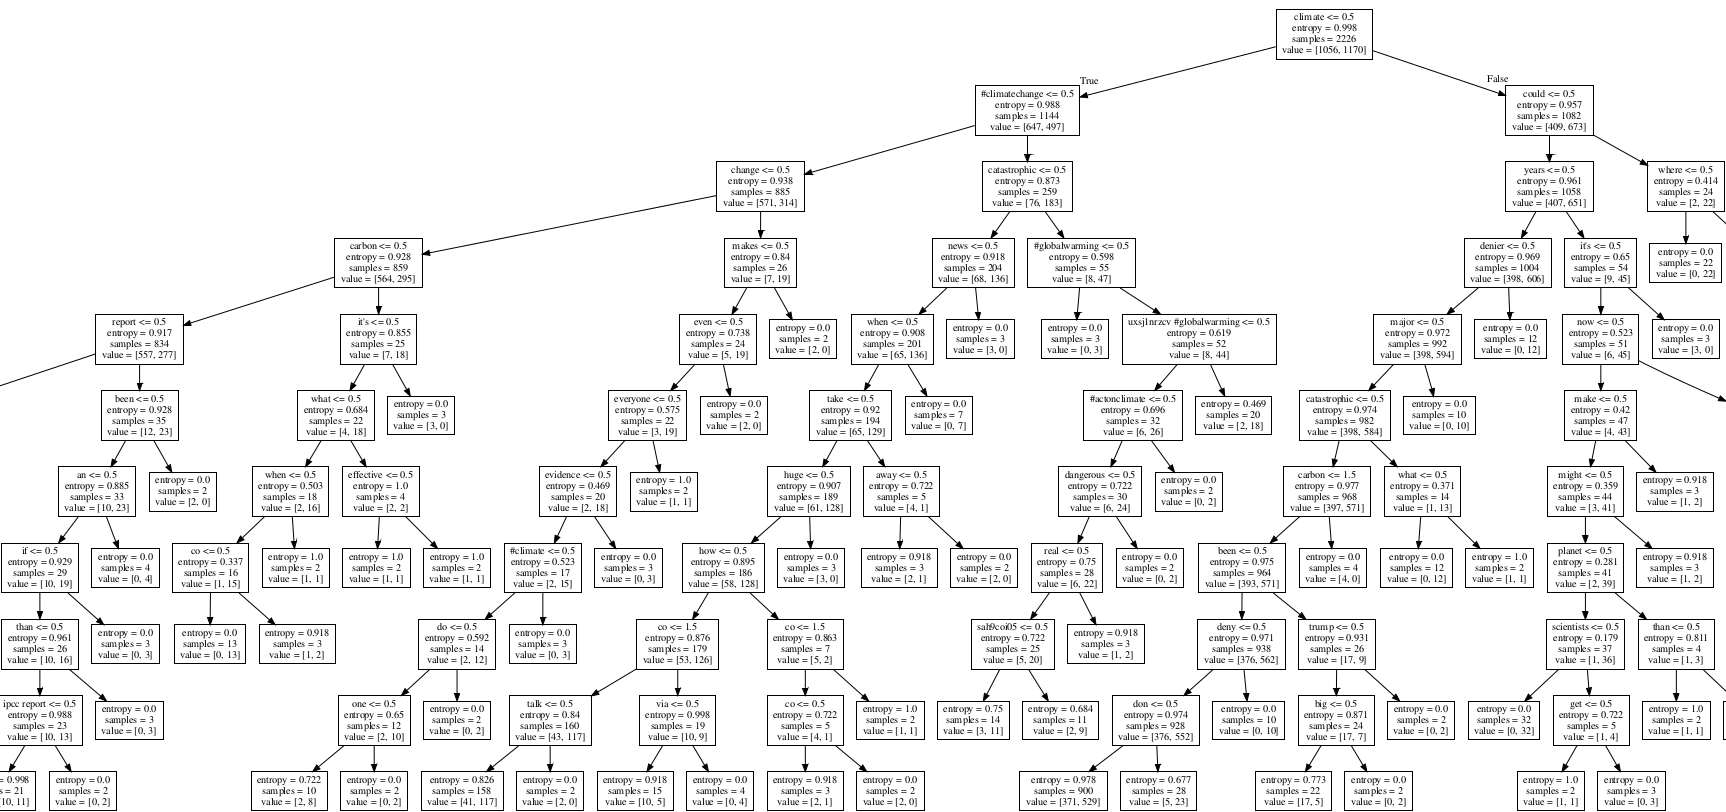 climate <= 0.5
entropy = 0.998
samples = 2226
value = [1056, 1170]
True
False
#climatechange <= 0.5
entropy = 0.988
samples = 1144
value = [647, 497]
could <= 0.5
entropy = 0.957
samples = 1082
value = [409, 673]
change <= 0.5
entropy = 0.938
samples = 885
value = [571, 314]
catastrophic <= 0.5
entropy = 0.873
samples = 259
value = [76, 183]
years <= 0.5
entropy = 0.961
samples = 1058
value = [407, 651]
where <= 0.5
entropy = 0.414
samples = 24
value = [2, 22]
carbon <= 0.5
entropy = 0.928
samples = 859
value = [564, 295]
makes <= 0.5
entropy = 0.84
samples = 26
value = [7, 19]
news <= 0.5
entropy = 0.918
samples = 204
value = [68, 136]
#globalwarming <= 0.5
entropy = 0.598
samples = 55
value = [8, 47]
denier <= 0.5
entropy = 0.969
samples = 1004
value = [398, 606]
it's <= 0.5
entropy = 0.65
samples = 54
value = [9, 45]
entropy = 0.0
samples = 22
value = [0, 22]
report <= 0.5
entropy = 0.917
samples = 834
value = [557, 277]
it's <= 0.5
entropy = 0.855
samples = 25
value = [7, 18]
even <= 0.5
entropy = 0.738
samples = 24
value = [5, 19]
entropy = 0.0
samples = 2
value = [2, 0]
when <= 0.5
entropy = 0.908
samples = 201
value = [65, 136]
entropy = 0.0
samples = 3
value = [3, 0]
entropy = 0.0
samples = 3
value = [0, 3]
uxsj1nrzcv #globalwarming <= 0.5
entropy = 0.619
samples = 52
value = [8, 44]
major <= 0.5
entropy = 0.972
samples = 992
value = [398, 594]
entropy = 0.0
samples = 12
value = [0, 12]
now <= 0.5
entropy = 0.523
samples = 51
value = [6, 45]
entropy = 0.0
samples = 3
value = [3, 0]
been <= 0.5
entropy = 0.928
samples = 35
value = [12, 23]
what <= 0.5
entropy = 0.684
samples = 22
value = [4, 18]
entropy = 0.0
samples = 3
value = [3, 0]
everyone <= 0.5
entropy = 0.575
samples = 22
value = [3, 19]
entropy = 0.0
samples = 2
value = [2, 0]
take <= 0.5
entropy = 0.92
samples = 194
value = [65, 129]
entropy = 0.0
samples = 7
value = [0, 7]
#actonclimate <= 0.5
entropy = 0.696
samples = 32
value = [6, 26]
entropy = 0.469
samples = 20
value = [2, 18]
catastrophic <= 0.5
entropy = 0.974
samples = 982
value = [398, 584]
entropy = 0.0
samples = 10
value = [0, 10]
make <= 0.5
entropy = 0.42
samples = 47
value = [4, 43]
an <= 0.5
entropy = 0.885
samples = 33
value = [10, 23]
entropy = 0.0
samples = 2
value = [2, 0]
when <= 0.5
entropy = 0.503
samples = 18
value = [2, 16]
effective <= 0.5
entropy = 1.0
samples = 4
value = [2, 2]
evidence <= 0.5
entropy = 0.469
samples = 20
value = [2, 18]
entropy = 1.0
samples = 2
value = [1, 1]
huge <= 0.5
entropy = 0.907
samples = 189
value = [61, 128]
away <= 0.5
entropy = 0.722
samples = 5
value = [4, 1]
dangerous <= 0.5
entropy = 0.722
samples = 30
value = [6, 24]
entropy = 0.0
samples = 2
value = [0, 2]
carbon <= 1.5
entropy = 0.977
samples = 968
value = [397, 571]
what <= 0.5
entropy = 0.371
samples = 14
value = [1, 13]
might <= 0.5
entropy = 0.359
samples = 44
value = [3, 41]
entropy = 0.918
samples = 3
value = [1, 2]
if <= 0.5
entropy = 0.929
samples = 29
value = [10, 19]
entropy = 0.0
samples = 4
value = [0, 4]
co <= 0.5
entropy = 0.337
samples = 16
value = [1, 15]
entropy = 1.0
samples = 2
value = [1, 1]
entropy = 1.0
samples = 2
value = [1, 1]
entropy = 1.0
samples = 2
value = [1, 1]
#climate <= 0.5
entropy = 0.523
samples = 17
value = [2, 15]
entropy = 0.0
samples = 3
value = [0, 3]
how <= 0.5
entropy = 0.895
samples = 186
value = [58, 128]
entropy = 0.0
samples = 3
value = [3, 0]
entropy = 0.918
samples = 3
value = [2, 1]
entropy = 0.0
samples = 2
value = [2, 0]
real <= 0.5
entropy = 0.75
samples = 28
value = [6, 22]
entropy = 0.0
samples = 2
value = [0, 2]
been <= 0.5
entropy = 0.975
samples = 964
value = [393, 571]
entropy = 0.0
samples = 4
value = [4, 0]
entropy = 0.0
samples = 12
value = [0, 12]
entropy = 1.0
samples = 2
value = [1, 1]
planet <= 0.5
entropy = 0.281
samples = 41
value = [2, 39]
entropy = 0.918
samples = 3
value = [1, 2]
than <= 0.5
entropy = 0.961
samples = 26
value = [10, 16]
entropy = 0.0
samples = 3
value = [0, 3]
entropy = 0.0
samples = 13
value = [0, 13]
entropy = 0.918
samples = 3
value = [1, 2]
do <= 0.5
entropy = 0.592
samples = 14
value = [2, 12]
entropy = 0.0
samples = 3
value = [0, 3]
co <= 1.5
entropy = 0.876
samples = 179
value = [53, 126]
co <= 1.5
entropy = 0.863
samples = 7
value = [5, 2]
sah9coi05 <= 0.5
entropy = 0.722
samples = 25
value = [5, 20]
entropy = 0.918
samples = 3
value = [1, 2]
deny <= 0.5
entropy = 0.971
samples = 938
value = [376, 562]
trump <= 0.5
entropy = 0.931
samples = 26
value = [17, 9]
scientists <= 0.5
entropy = 0.179
samples = 37
value = [1, 36]
than <= 0.5
entropy = 0.811
samples = 4
value = [1, 3]
ipcc report <= 0.5
entropy = 0.988
samples = 23
value = [10, 13]
entropy = 0.0
samples = 3
value = [0, 3]
one <= 0.5
entropy = 0.65
samples = 12
value = [2, 10]
entropy = 0.0
samples = 2
value = [0, 2]
talk <= 0.5
entropy = 0.84
samples = 160
value = [43, 117]
via <= 0.5
entropy = 0.998
samples = 19
value = [10, 9]
co <= 0.5
entropy = 0.722
samples = 5
value = [4, 1]
entropy = 1.0
samples = 2
value = [1, 1]
entropy = 0.75
samples = 14
value = [3, 11]
entropy = 0.684
samples = 11
value = [2, 9]
don <= 0.5
entropy = 0.974
samples = 928
value = [376, 552]
entropy = 0.0
samples = 10
value = [0, 10]
big <= 0.5
entropy = 0.871
samples = 24
value = [17, 7]
entropy = 0.0
samples = 2
value = [0, 2]
entropy = 0.0
samples = 32
value = [0, 32]
get <= 0.5
entropy = 0.722
samples = 5
value = [1, 4]
entropy = 1.0
samples = 2
value = [1, 1]
= 0.998
s = 21
[10, 11]
entropy = 0.0
samples = 2
value = [0, 2]
entropy = 0.722
samples = 10
value = [2, 8]
entropy = 0.0
samples = 2
value = [0, 2]
entropy = 0.826
samples = 158
value = [41, 117]
entropy = 0.0
samples = 2
value = [2, 0]
entropy = 0.918
samples = 15
value = [10, 5]
entropy = 0.0
samples = 4
value = [0, 4]
entropy = 0.918
samples = 3
value = [2, 1]
entropy = 0.0
samples = 2
value = [2, 0]
entropy = 0.978
samples = 900
value = [371, 529]
entropy = 0.677
samples = 28
value = [5, 23]
entropy = 0.773
samples = 22
value = [17, 5]
entropy = 0.0
samples = 2
value = [0, 2]
entropy = 1.0
samples = 2
value = [1, 1]
entropy = 0.0
samples = 3
value = [0, 3]